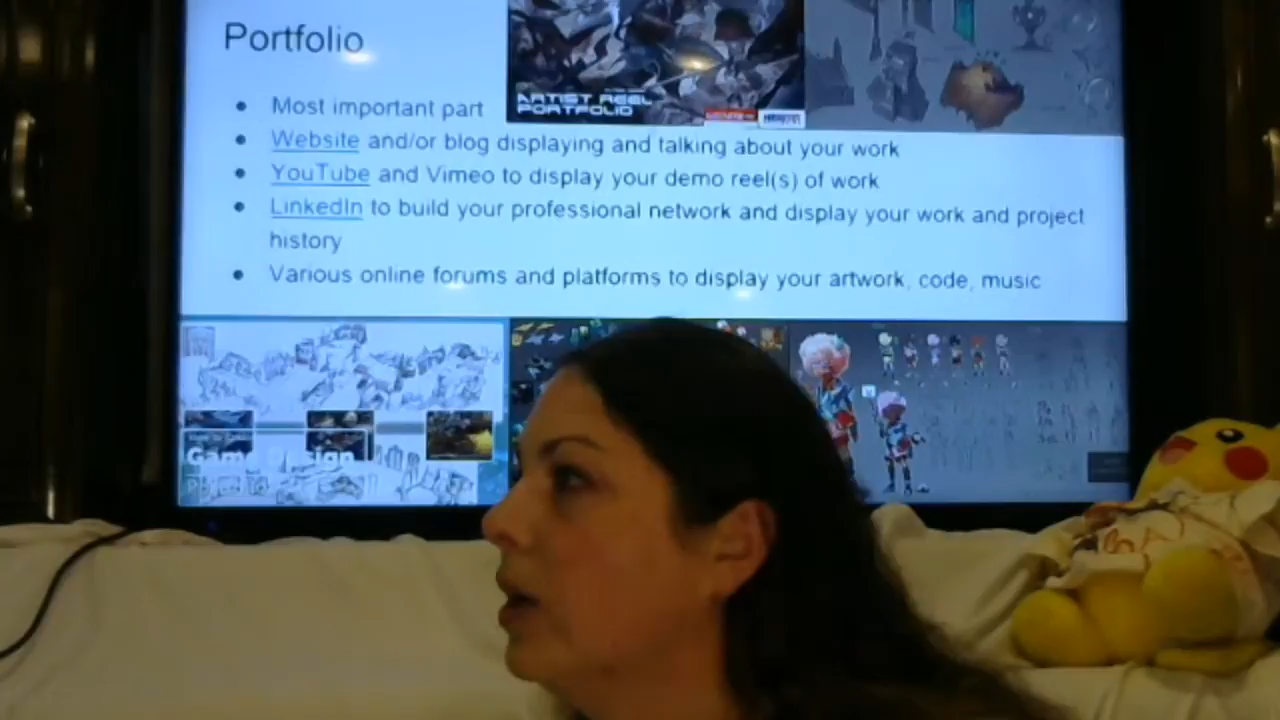 Portfolio
ARTIST REEL
PORTFOLIO
Most important part
Website and/or blog displaying and talking about your work
YouTube and Vimeo to display your demo reel(s) of work
LinkedIn to build your professional network and display your work and project
history
Various online forums and platforms to display your artwork, code, music
Game Design